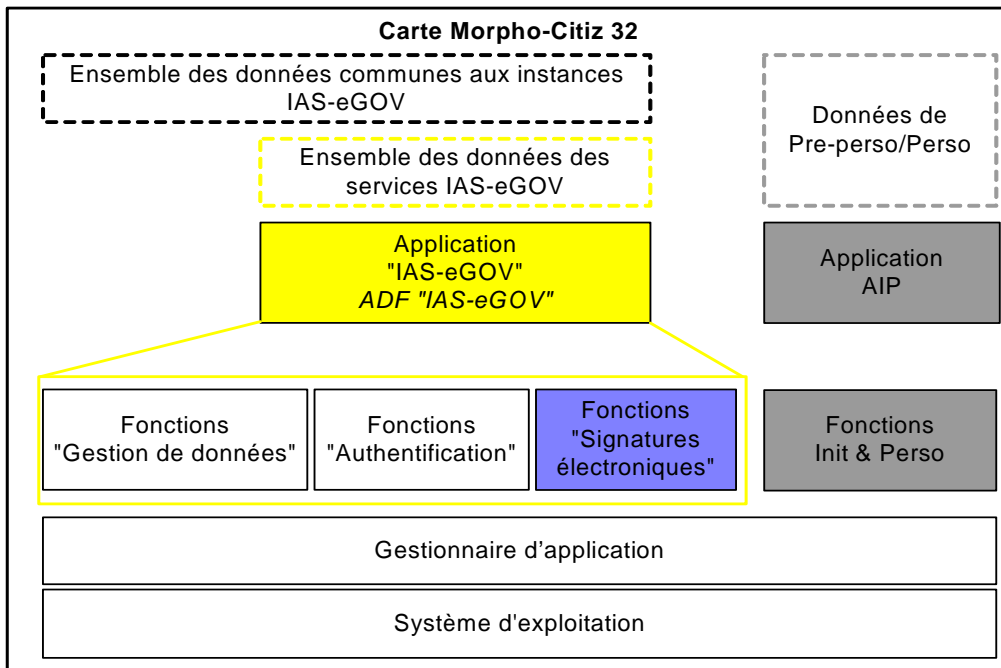 Carte Morpho-Citiz 32
Ensemble des données communes aux instances
IAS-eGOV
Données de
Pre-perso/Perso
Ensemble des données des
services IAS-eGOV
Application
"IAS-eGOV"
ADF "IAS-eGOV"
Application
AIP
Fonctions
"Gestion de données"
Fonctions
"Authentification"
Fonctions
"Signatures
électroniques"
Fonctions
Init & Perso
Gestionnaire d'application
Système d'exploitation